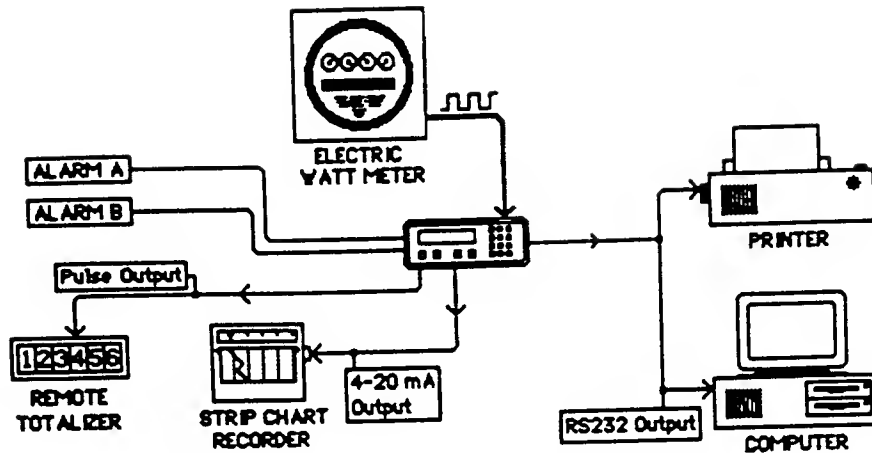 ELECTRIC
WATT METER
ALARM A
ALARM B
PRINTER
Pulse Output
123456
REMOTE
TOTALIZER
STRIP CHART
RECORDER
4-20 mA
Output
RS232 Output
COMPUTER